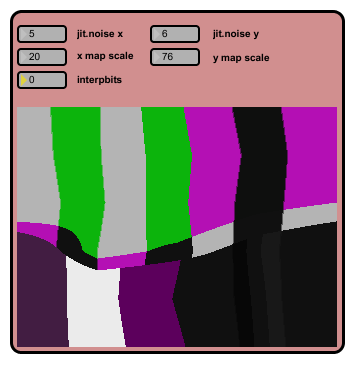 5 jit.noise x 6 jit.noise y
20 x map scale 76 y map scale
0 interpbits